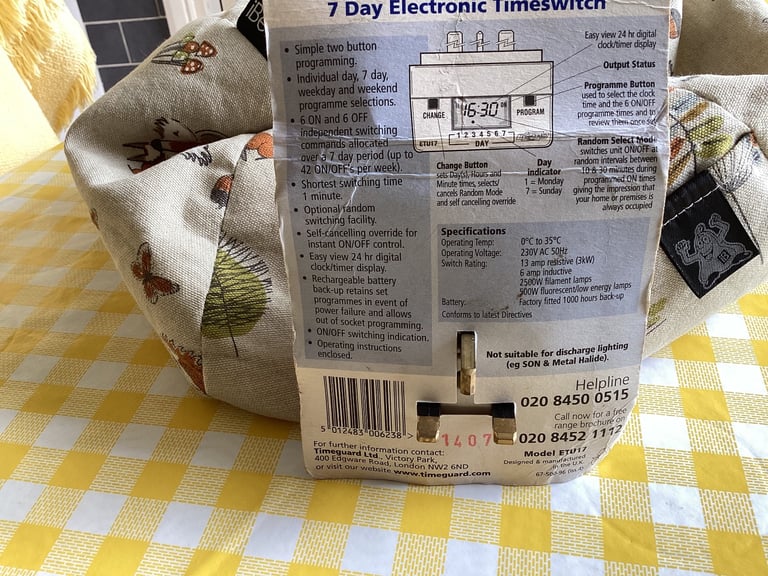 7 Day Electronic Timeswitch
• Simple two button
programming.
• Individual day, 7 day,
weekday and weekend
programme selections.
• 6 ON and 6 OFF
independent switching
commands allocated
over a 7 day period (up to
42 ON/OFF's per week).
• Shortest switching time
1 minute.
• Optional random
switching facility.
• Self-cancelling override for
instant ON/OFF control.
• Easy view 24 hr digital
clock/timer display.
• Rechargeable battery
back-up retains set
programmes in event of
power failure and allows
out of socket programming.
• ON/OFF switching indication.
• Operating instructions
enclosed.
Easy view 24 hr digital
clock/timer display
Output Status
Programme Button
used to select the clock
time and the 6 ON/OFF
programme times and to
review them once set
CHANGE
16:30
PROGRAM
1 2 3 4 5 6 7
DAY
ETU17
Random Select Mode
switches unit ON/OFF at
random intervals between
10 & 30 minutes during
programmed ON times
giving the impression that
your home or premises is
always occupied
Change Button
sets Day(s), Hours and
Minute times, selects/
cancels Random Mode
and self cancelling override
Day
indicator
1 = Monday
7 = Sunday
Specifications
Operating Temp: 0°C to 35°C
Operating Voltage: 230V AC 50Hz
Switch Rating: 13 amp resistive (3kW)
6 amp inductive
2500W filament lamps
500W fluorescent/low energy lamps
Battery: Factory fitted 1000 hours back-up
Conforms to latest Directives
Not suitable for discharge lighting
(eg SON & Metal Halide).
Helpline
020 8450 0515
Call now for a free
range brochure on
020 8452 1112
Model ETU17
Designed & manufactured
in the U.K.
5 012483 006238 >
1407
For further information contact:
Timeguard Ltd., Victory Park,
400 Edgware Road, London NW2 6ND
or visit our website www.timeguard.com